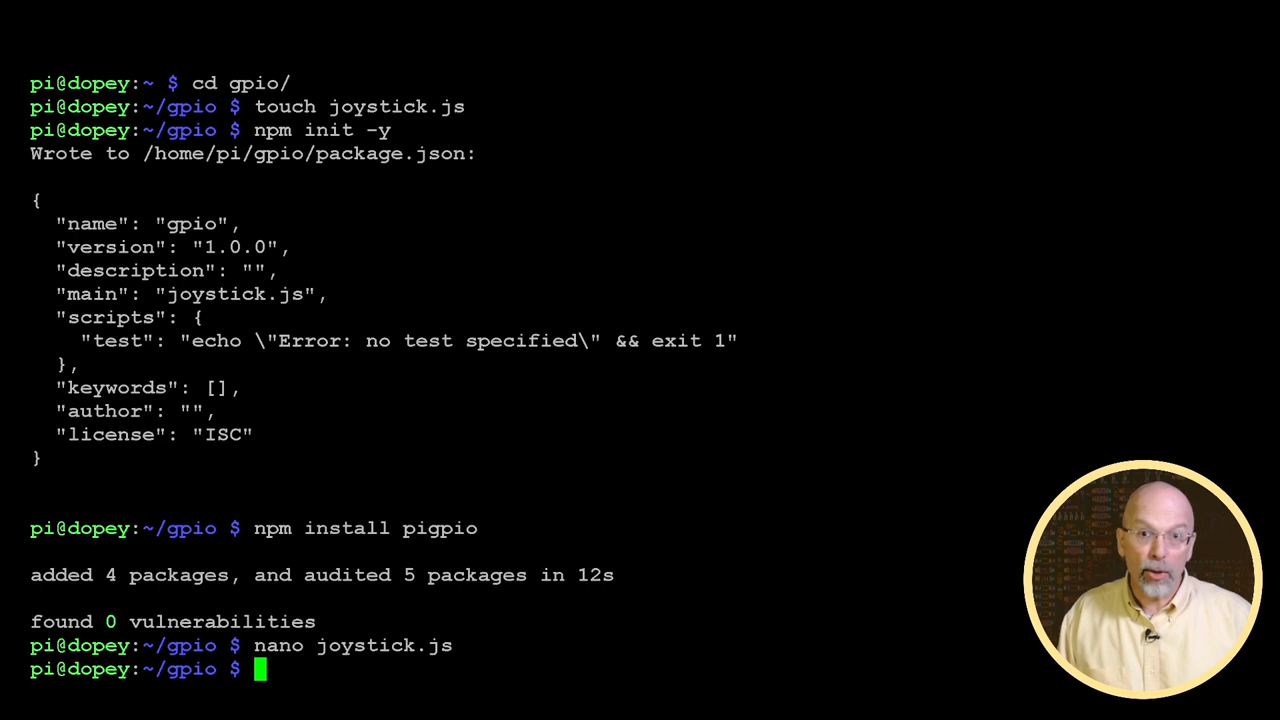 pi@dopey:~ $ cd gpio/
pi@dopey:~/gpio $ touch joystick.js
pi@dopey:~/gpio $ npm init -y
Wrote to /home/pi/gpio/package.json:
{
"name": "gpio",
"version": "1.0.0",
"description": "",
"main": "joystick.js",
"scripts": {
"test": "echo \"Error: no test specified\" && exit 1"
},
"keywords": [],
"author": "",
"license": "ISC"
}
pi@dopey:~/gpio $ npm install pigpio
added 4 packages, and audited 5 packages in 12s
found 0 vulnerabilities
pi@dopey:~/gpio $ nano joystick.js
pi@dopey:~/gpio $